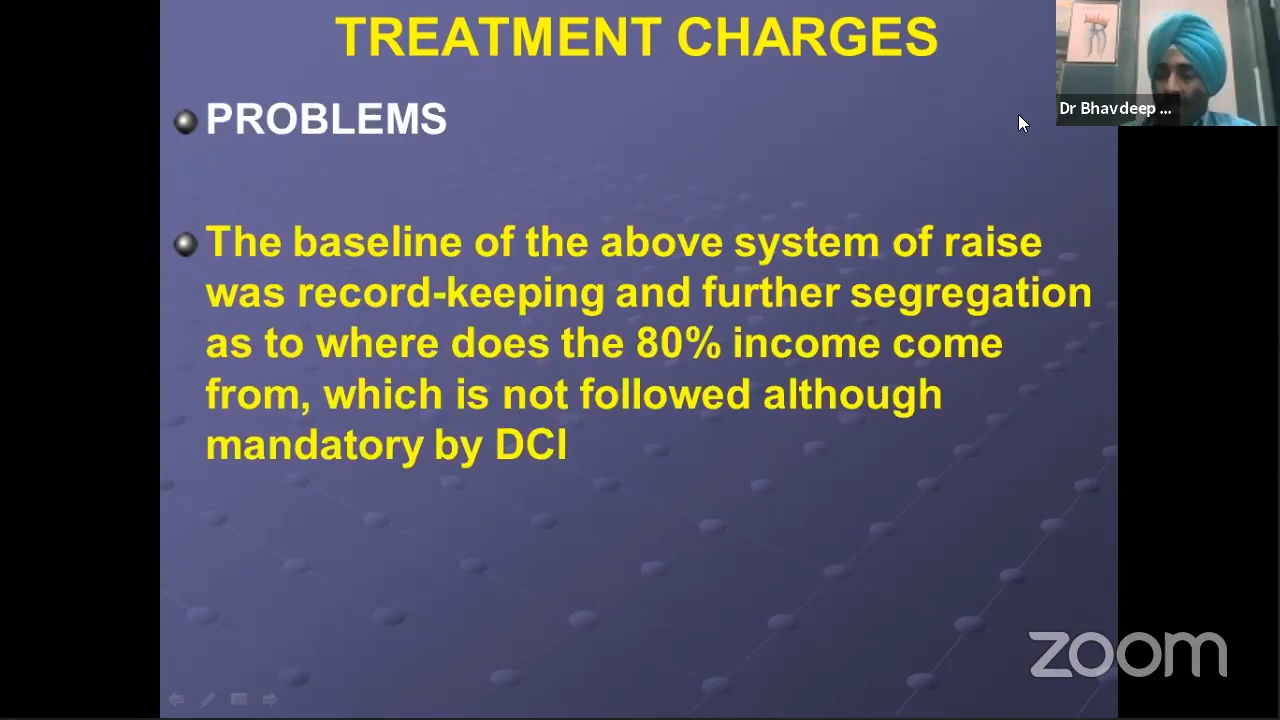 TREATMENT CHARGES
PROBLEMS
The baseline of the above system of raise
was record-keeping and further segregation
as to where does the 80% income come
from, which is not followed although
mandatory by DCI
Dr Bhavdeep ...
zoom